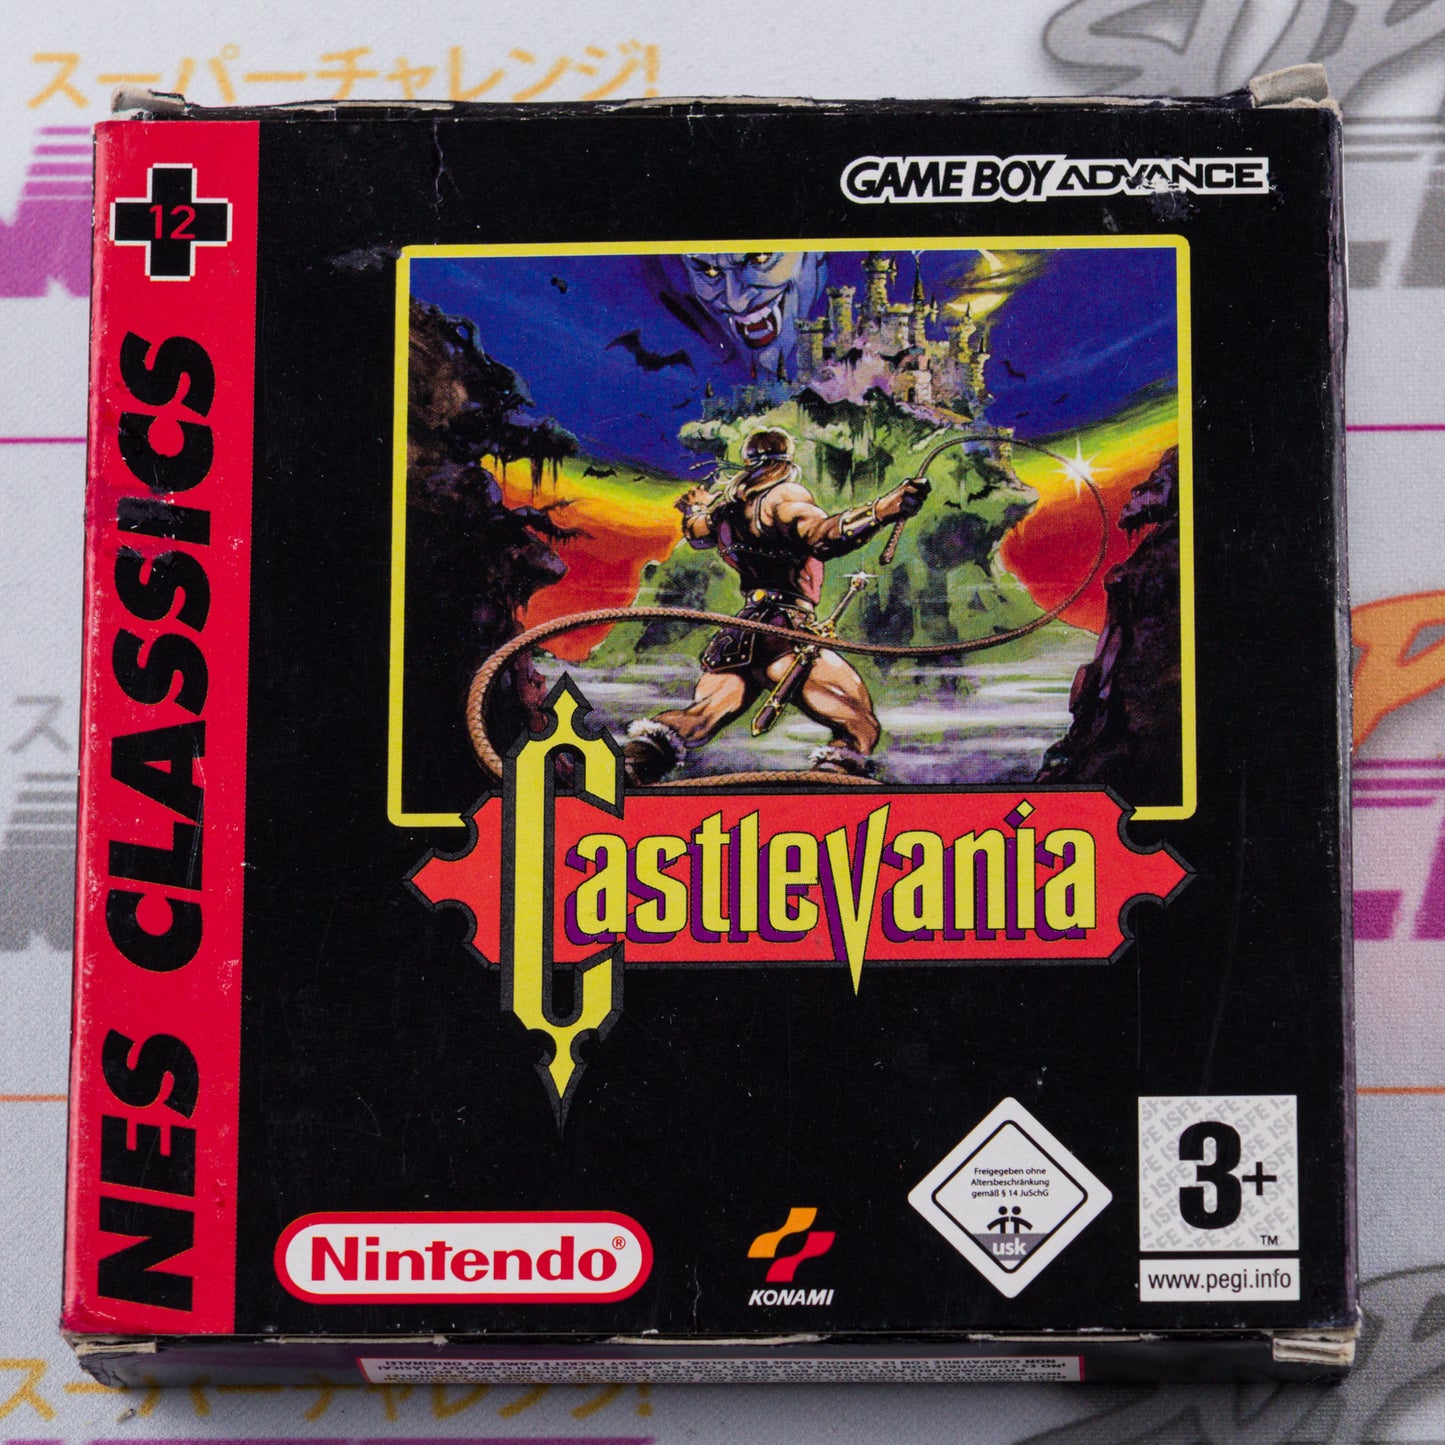 スーパーチャレンジ!
12
GAME BOY ADVANCE
NES CLASSICS
Castlevania
Nintendo®
KONAMI
Freigegeben ohne
Altersbeschränkung
gemäß § 14 JuSchG
usk
ISFE
3+
TM
www.pegi.info
スーパーチャレンジ!